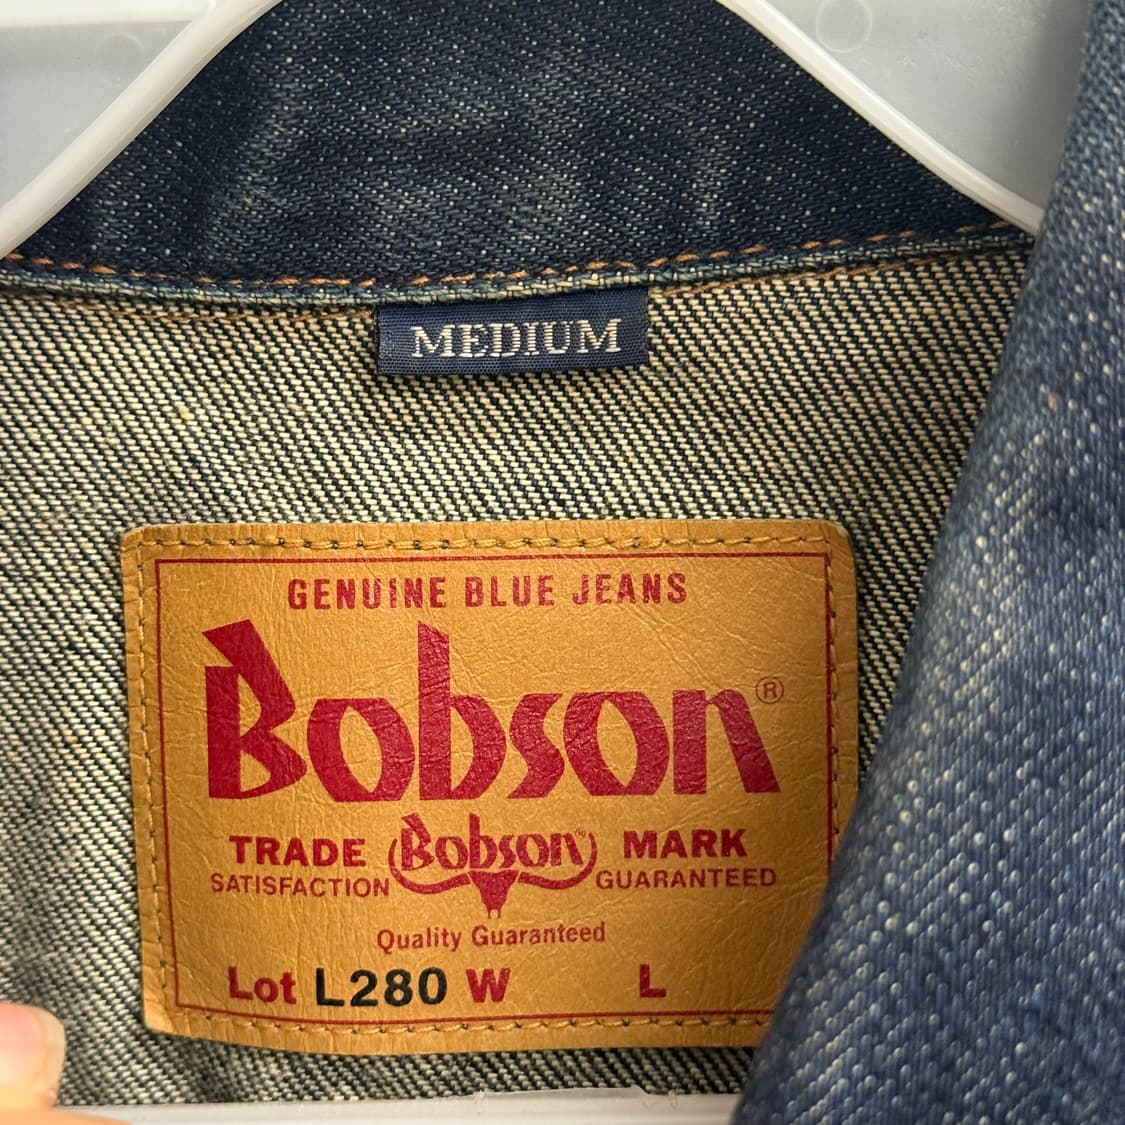 MEDIUM
GENUINE BLUE JEANS
Bobson®
TRADE Bobson® MARK
SATISFACTION GUARANTEED
Quality Guaranteed
Lot L280 W L